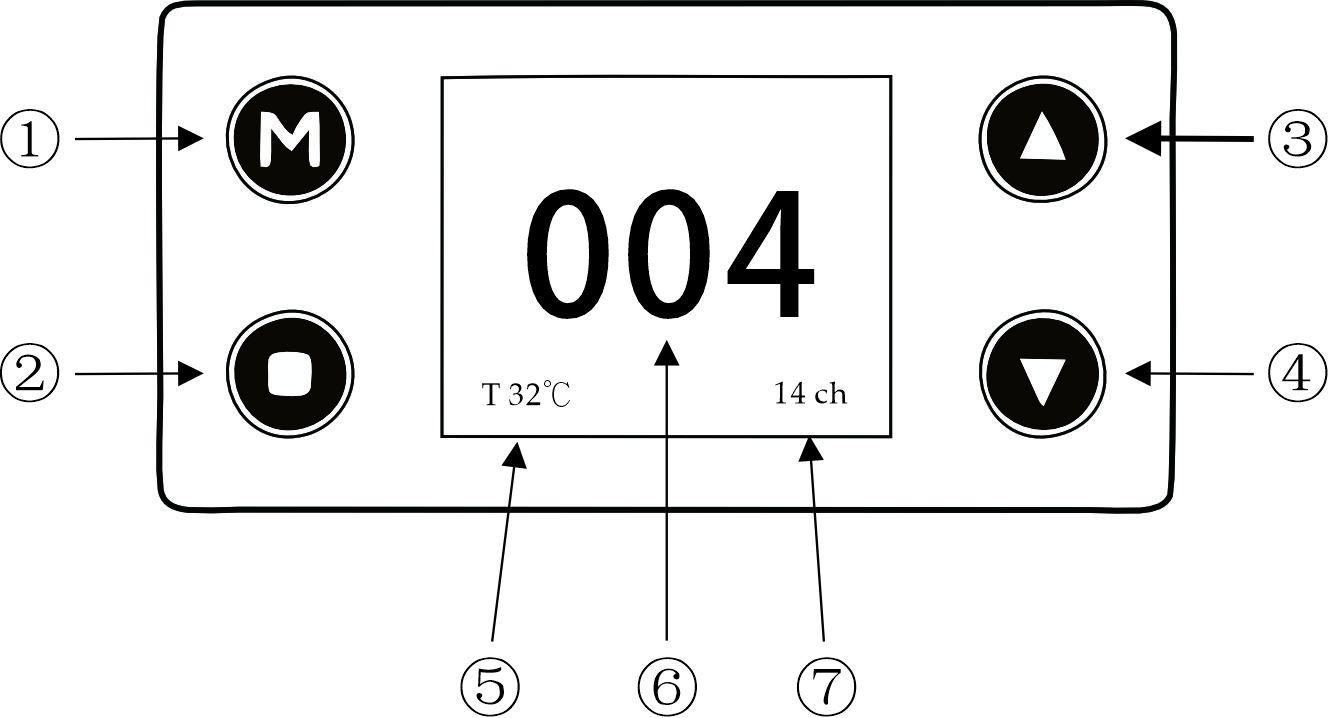 ① M ③
004
② T 32℃ 14 ch ④
⑤ ⑥ ⑦